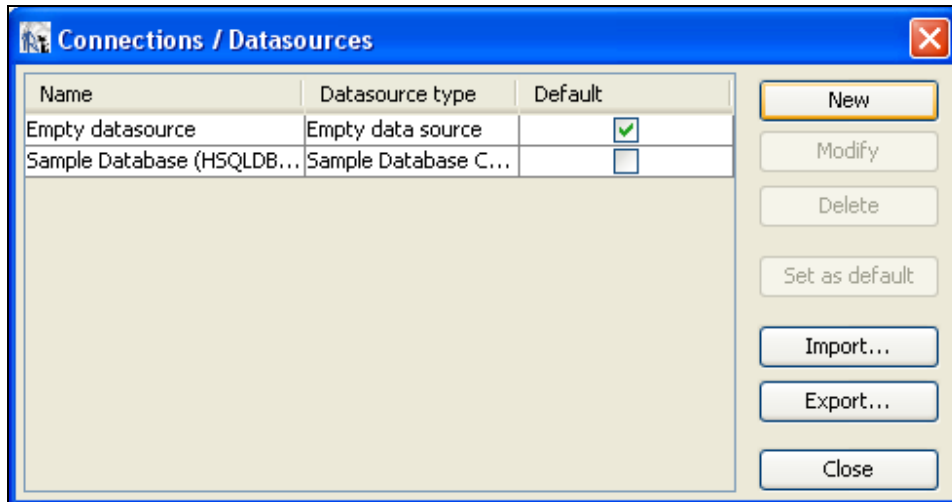 Connections / Datasources
Name Datasource type Default
Empty datasource Empty data source
Sample Database (HSQLDB... Sample Database C...
New
Modify
Delete
Set as default
Import...
Export...
Close